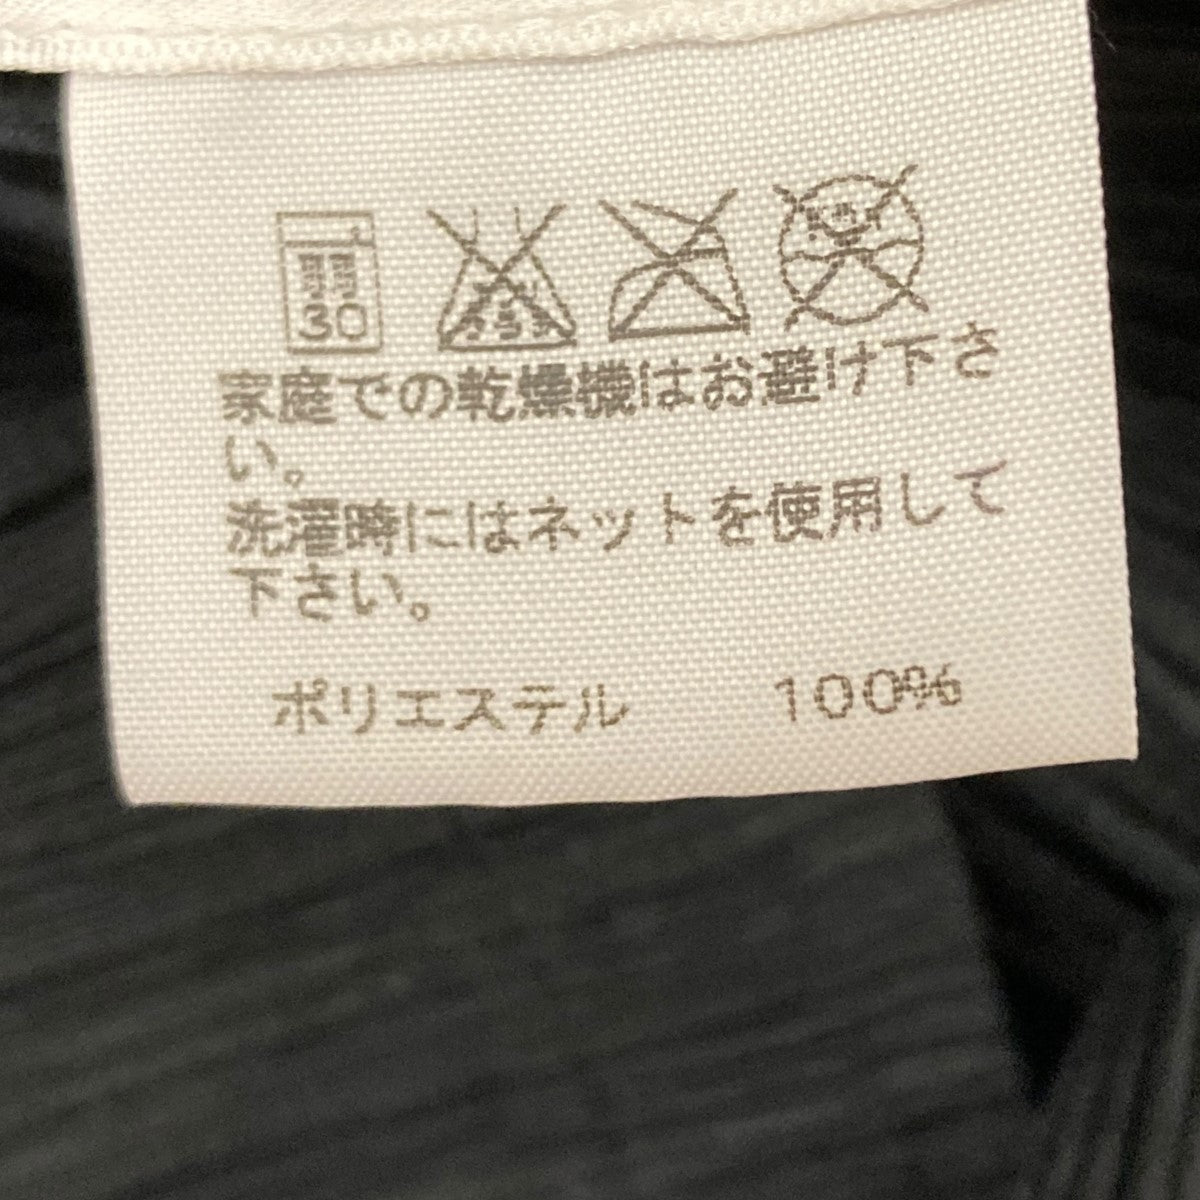 弱
30
家庭での乾燥機はお避け下さ
い。
洗濯時にはネットを使用して
下さい。
ポリエステル 100%